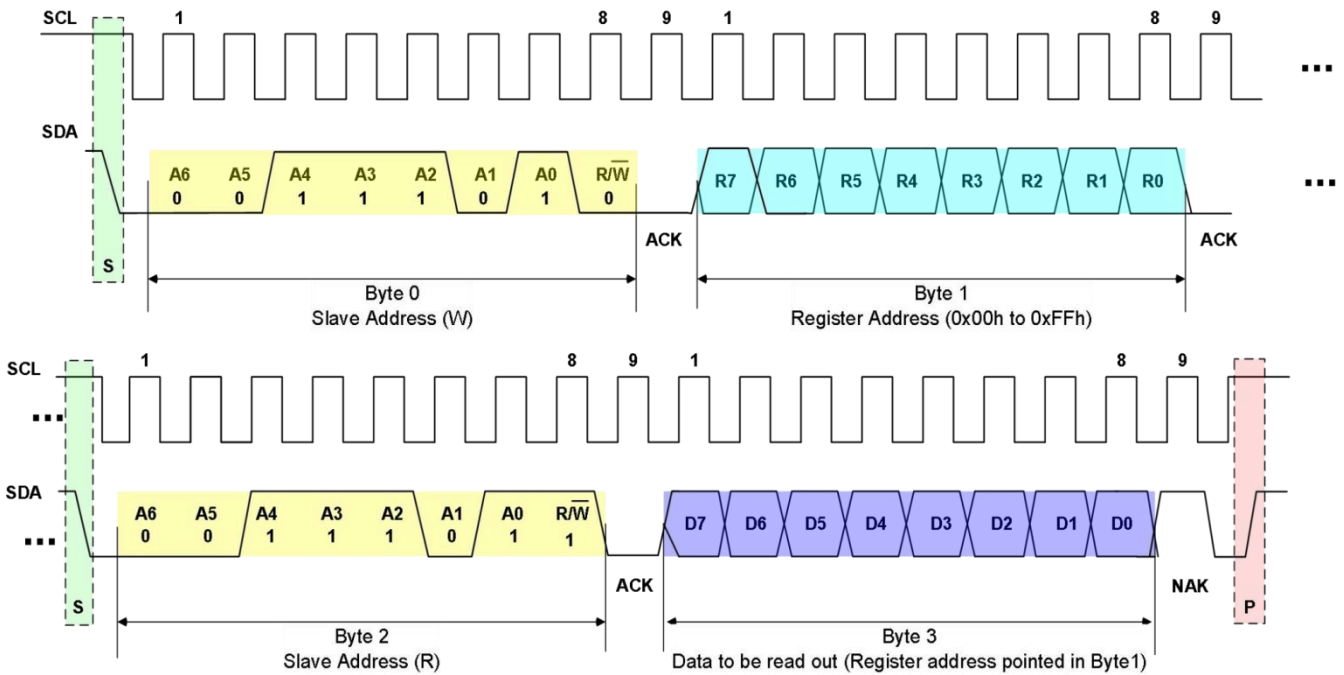 SCL 1 8 9 1 8 9
...
SDA
A6 A5 A4 A3 A2 A1 A0 R/W̅
0 0 1 1 1 0 1 0
R7 R6 R5 R4 R3 R2 R1 R0
...
S ACK ACK
Byte 0 Byte 1
Slave Address (W) Register Address (0x00h to 0xFFh)
SCL 1 8 9 1 8 9
...
SDA
A6 A5 A4 A3 A2 A1 A0 R/W̅
0 0 1 1 1 0 1 1
D7 D6 D5 D4 D3 D2 D1 D0
...
S ACK NAK P
Byte 2 Byte 3
Slave Address (R) Data to be read out (Register address pointed in Byte1)